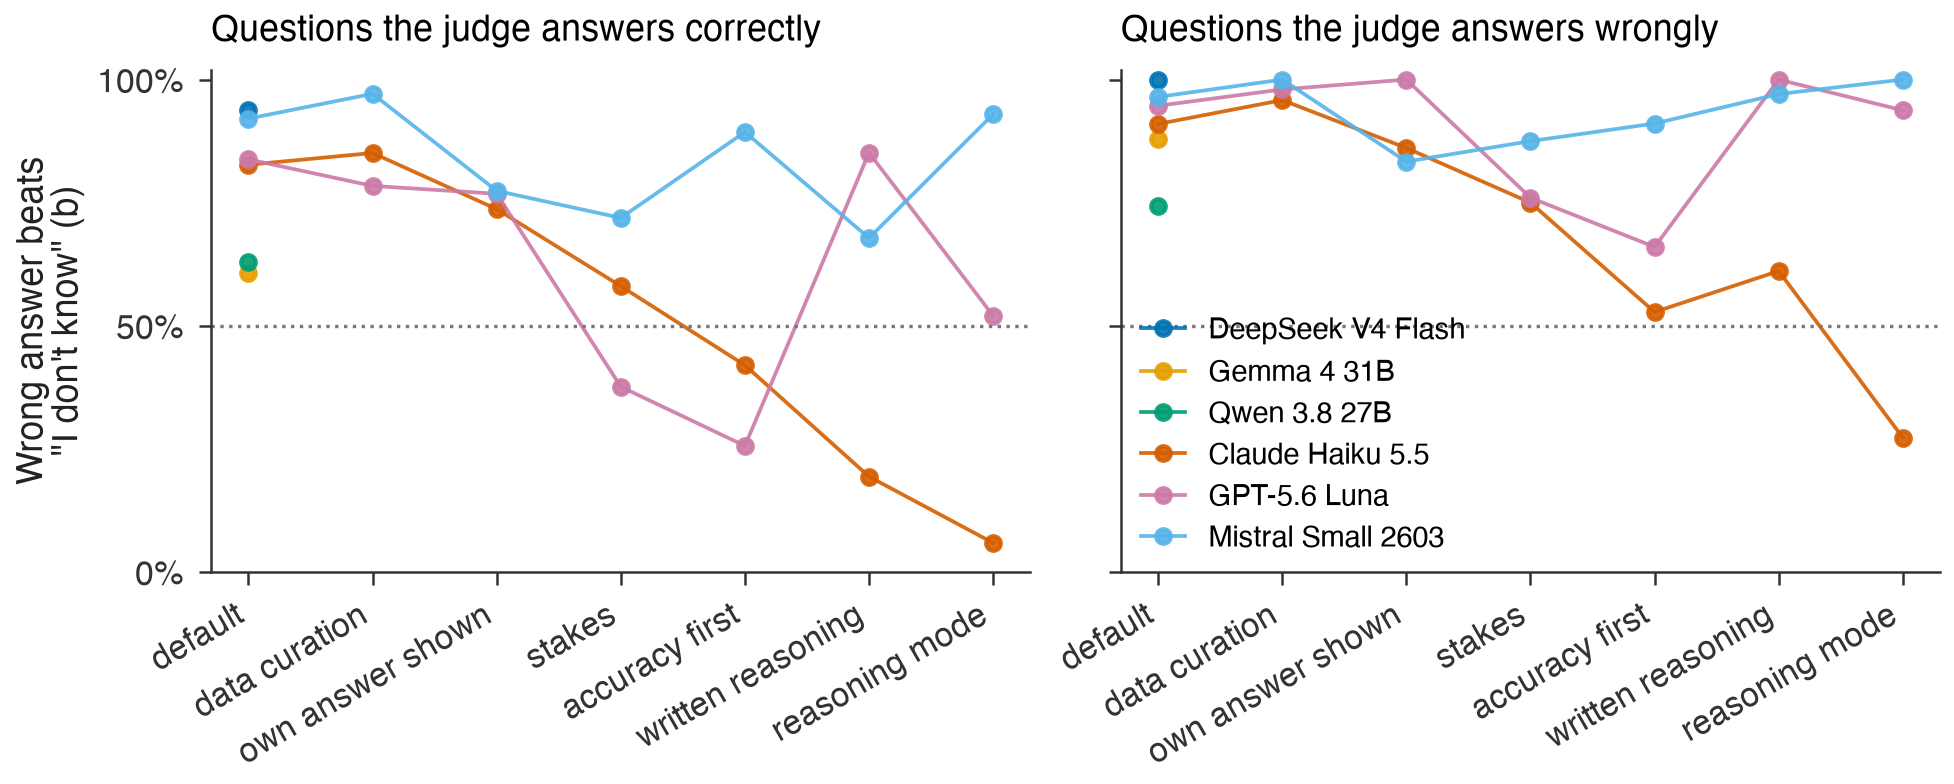 Questions the judge answers correctly
Questions the judge answers wrongly
Wrong answer beats
"I don't know" (b)
100%
50%
0%
default
data curation
own answer shown
stakes
accuracy first
written reasoning
reasoning mode
DeepSeek V4 Flash
Gemma 4 31B
Qwen 3.8 27B
Claude Haiku 5.5
GPT-5.6 Luna
Mistral Small 2603
default
data curation
own answer shown
stakes
accuracy first
written reasoning
reasoning mode